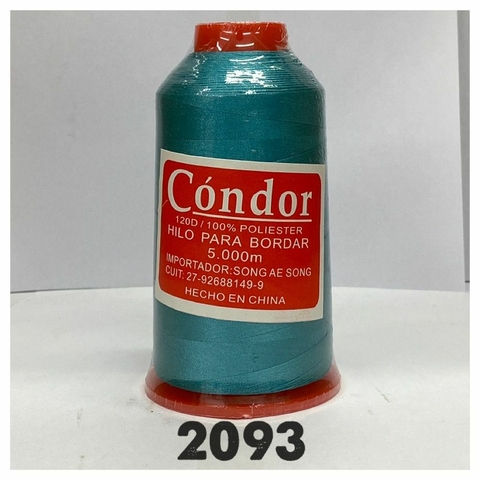 Cóndor
120D / 100% POLIESTER
HILO PARA BORDAR
5.000m
IMPORTADOR:SONG AE SONG
CUIT: 27-92688149-9
HECHO EN CHINA
2093